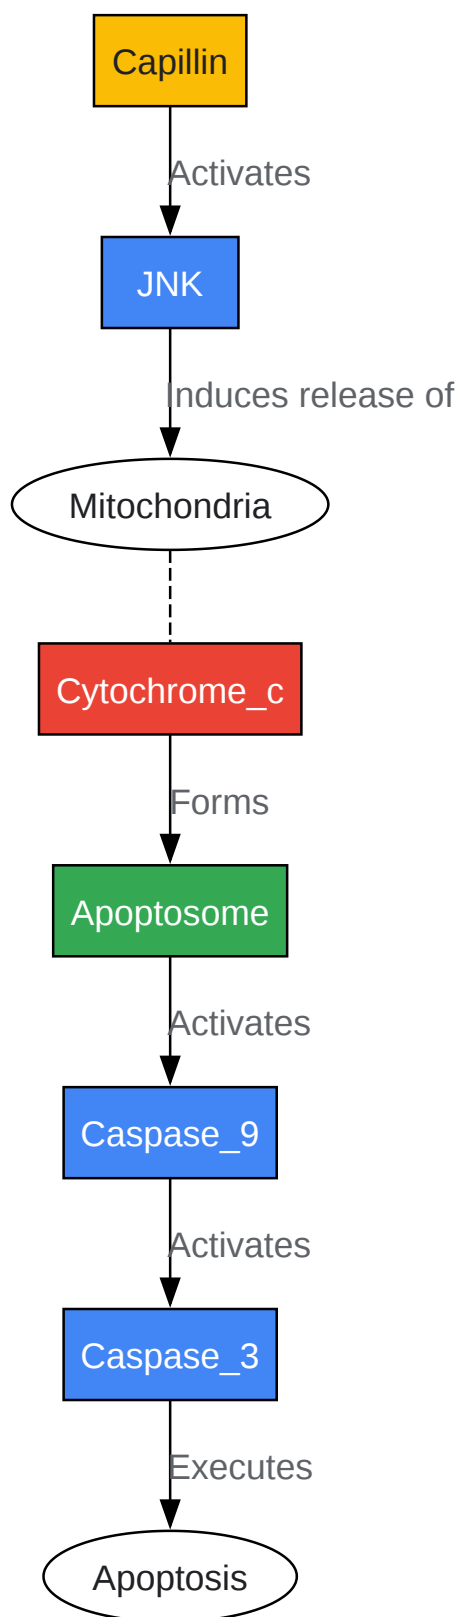 Capillin
Activates
JNK
Induces release of
Mitochondria
Cytochrome_c
Forms
Apoptosome
Activates
Caspase_9
Activates
Caspase_3
Executes
Apoptosis